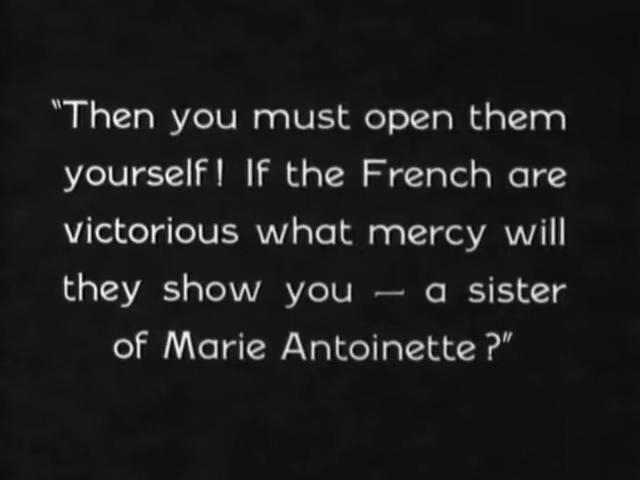 "Then you must open them
yourself! If the French are
victorious what mercy will
they show you — a sister
of Marie Antoinette?"